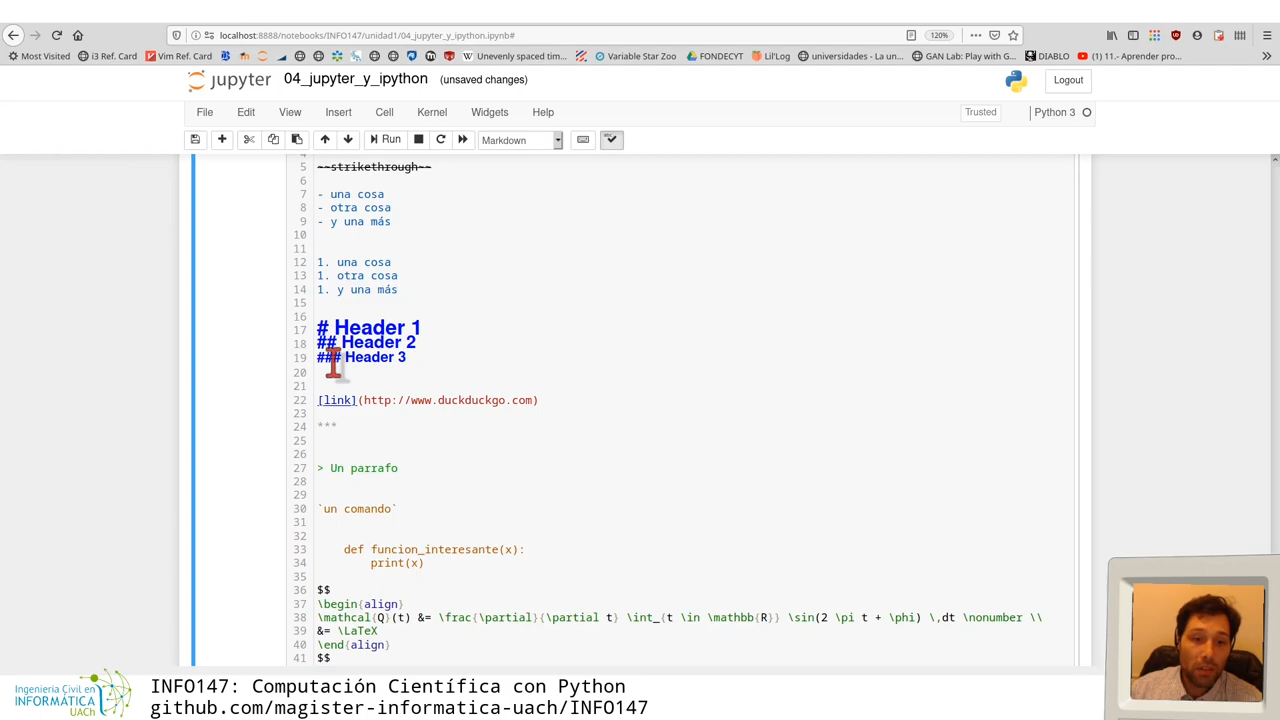 localhost:8888/notebooks/INFO147/unidad1/04_jupyter_y_ipython.ipynb#
120%
Most Visited
i3 Ref. Card
Vim Ref. Card
Unevenly spaced tim...
Variable Star Zoo
FONDECYT
Lil'Log
universidades - La un...
GAN Lab: Play with G...
DIABLO
(1) 11.- Aprender pro...
jupyter 04_jupyter_y_ipython (unsaved changes)
Logout
File Edit View Insert Cell Kernel Widgets Help
Trusted
Python 3
Run
Markdown
4
5 ~~strikethrough~~
6
7 - una cosa
8 - otra cosa
9 - y una más
10
11
12 1. una cosa
13 1. otra cosa
14 1. y una más
15
16
17 # Header 1
18 ## Header 2
19 ### Header 3
20
21
22 [link](http://www.duckduckgo.com)
23
24 ***
25
26
27 > Un parrafo
28
29
30 `un comando`
31
32
33 def funcion_interesante(x):
34 print(x)
35
36 $$
37 \begin{align}
38 \mathcal{Q}(t) &= \frac{\partial}{\partial t} \int_{t \in \mathbb{R}} \sin(2 \pi t + \phi) \,dt \nonumber \\
39 &= \LaTeX
40 \end{align}
41 $$
Ingeniería Civil en
INFORMÁTICA
UACh
INFO147: Computación Científica con Python
github.com/magister-informatica-uach/INFO147